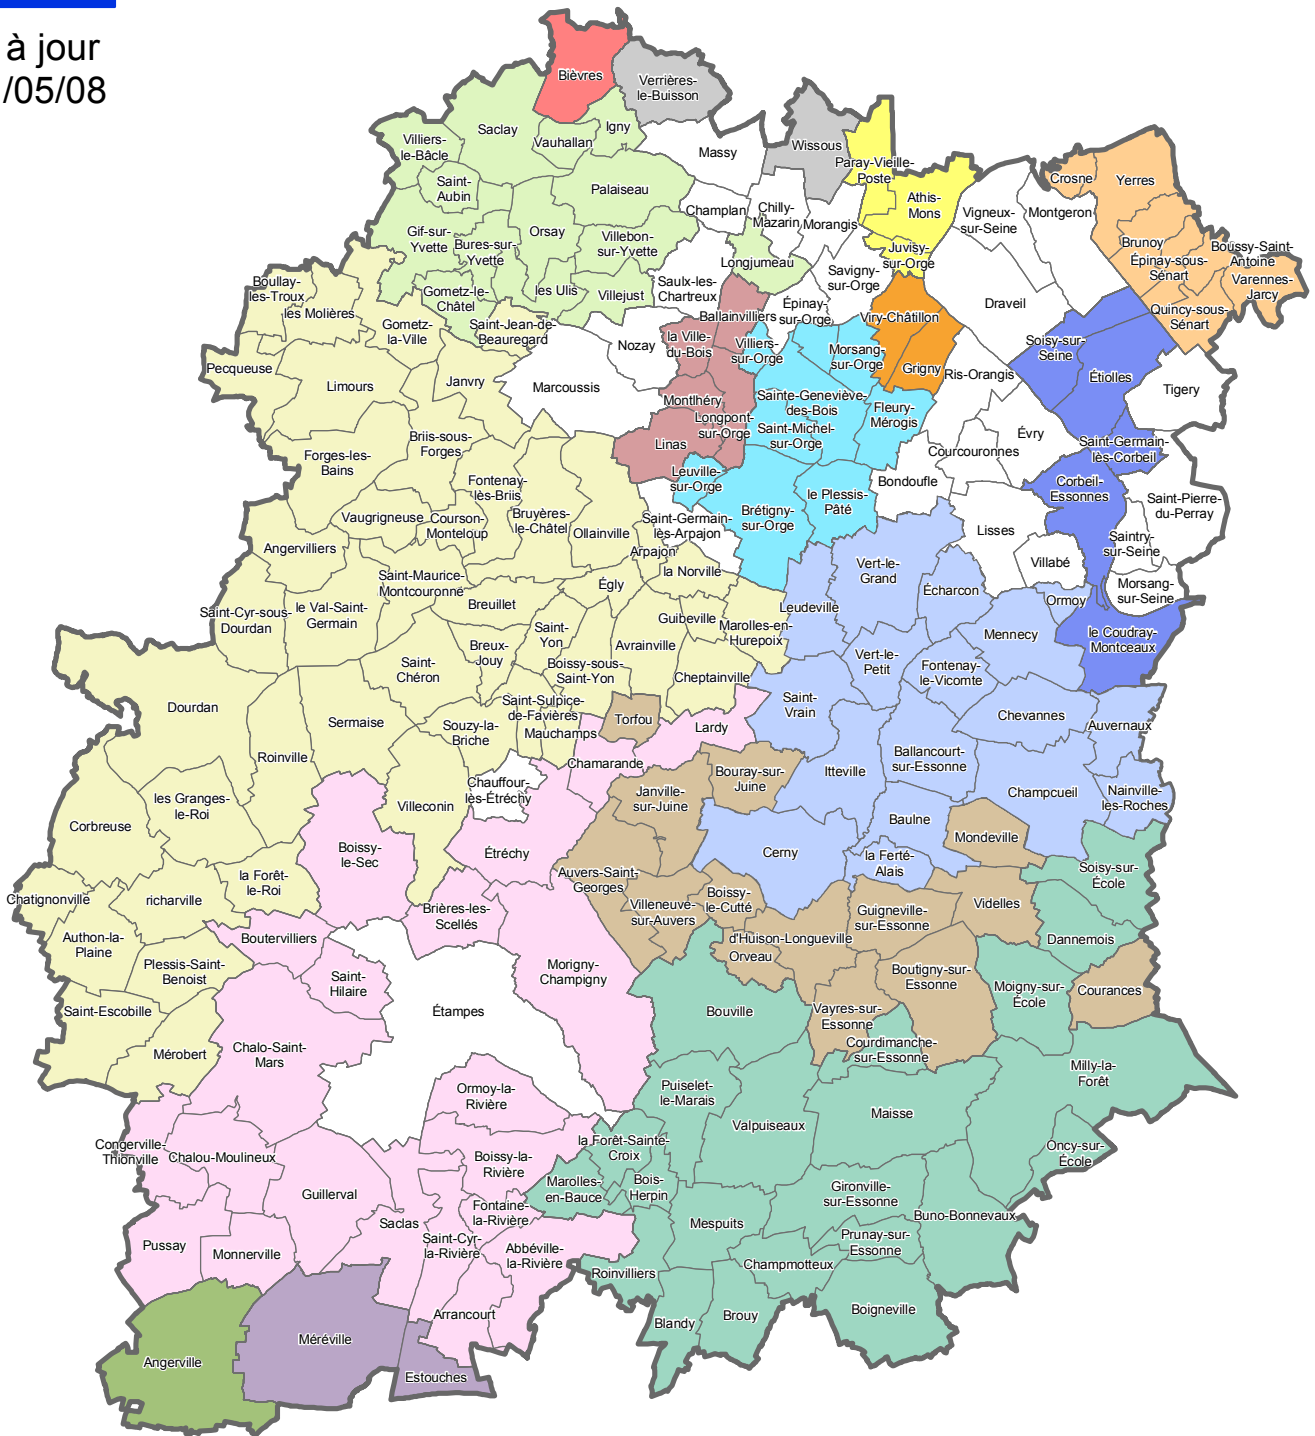 à jour
/05/08
Bièvres
Verrières-
le-Buisson
Igny
Saclay
Vauhallan
Villiers-
le-Bâcle
Massy
Wissous
Paray-Vieille-
Poste
Saint-
Aubin
Palaiseau
Athis-
Mons
Crosne
Yerres
Champlan
Chilly-
Mazarin
Morangis
Vigneux-
sur-Seine
Montgeron
Gif-sur-
Yvette
Bures-sur-
Yvette
Orsay
Villebon-
sur-Yvette
Juvisy-
sur-Orge
Brunoy
Boussy-Saint-
Antoine
Épinay-sous-
Sénart
Varennes-
Jarcy
Longjumeau
Savigny-
sur-Orge
Boullay-
les-Troux
les Molières
Gometz-le-
Châtel
les Ulis
Villejust
Saulx-les-
Chartreux
Épinay-
sur-Orge
Draveil
Quincy-sous-
Sénart
Gometz-
la-Ville
Saint-Jean-de-
Beauregard
Ballainvilliers
Viry-Châtillon
Nozay
la Ville-
du-Bois
Villiers-
sur-Orge
Morsang-
sur-Orge
Soisy-sur-
Seine
Pecqueuse
Limours
Janvry
Marcoussis
Grigny
Ris-Orangis
Étiolles
Tigery
Montlhéry
Sainte-Geneviève-
des-Bois
Fleury-
Mérogis
Longpont-
sur-Orge
Saint-Michel-
sur-Orge
Linas
Évry
Courcouronnes
Saint-Germain-
lès-Corbeil
Briis-sous-
Forges
Forges-les-
Bains
Leuville-
sur-Orge
Bondoufle
Corbeil-
Essonnes
Fontenay-
lès-Briis
le Plessis-
Pâté
Brétigny-
sur-Orge
Saint-Pierre-
du-Perray
Vaugrigneuse
Courson-
Monteloup
Bruyères-
le-Châtel
Ollainville
Saint-Germain-
lès-Arpajon
Lisses
Saintry-
sur-Seine
Angervilliers
Arpajon
la Norville
Vert-le-
Grand
Villabé
Saint-Maurice-
Montcouronne
Égly
Écharcon
Morsang-
sur-Seine
Ormoy
Saint-Cyr-sous-
Dourdan
le Val-Saint-
Germain
Breuillet
Guibeville
Marolles-en-
Hurepoix
Leudeville
Mennecy
le Coudray-
Montceaux
Saint-
Yon
Breux-
Jouy
Avrainville
Saint-
Chéron
Boissy-sous-
Saint-Yon
Cheptainville
Vert-le-
Petit
Fontenay-
le-Vicomte
Dourdan
Sermaise
Souzy-la-
Briche
Saint-Sulpice-
de-Favières
Mauchamps
Torfou
Lardy
Saint-
Vrain
Chevannes
Auvernaux
Roinville
Chamarande
Bouray-sur-
Juine
Itteville
Ballancourt-
sur-Essonne
Chauffour-
lès-Étréchy
Janville-
sur-Juine
Champcueil
Nainville-
les-Roches
les Granges-
le-Roi
Villeconin
Corbreuse
Baulne
Mondeville
Boissy-
le-Sec
Étréchy
Cerny
la Ferté-
Alais
Soisy-sur-
École
la Forêt-
le-Roi
Auvers-Saint-
Georges
Chatignonville
richarville
Brières-les-
Scellés
Villeneuve-
sur-Auvers
Boissy-
le-Cutté
Guigneville-
sur-Essonne
Videlles
Authon-la-
Plaine
Boutervilliers
d'Huison-Longueville
Orveau
Dannemois
Plessis-Saint-
Benoist
Saint-
Hilaire
Morigny-
Champigny
Boutigny-sur-
Essonne
Moigny-sur-
École
Courances
Saint-Escobille
Étampes
Bouville
Vayres-sur-
Essonne
Courdimanche-
sur-Essonne
Mérobert
Chalo-Saint-
Mars
Milly-la-
Forêt
Ormoy-la-
Rivière
Puiselet-
le-Marais
Maisse
Valpuiseaux
Congerville-
Thionville
Chalou-Moulineux
la Forêt-Sainte-
Croix
Oncy-sur-
École
Boissy-la-
Rivière
Marolles-
en-Bauce
Bois-
Herpin
Guillerval
Gironville-
sur-Essonne
Fontaine-
la-Rivière
Saclas
Mespuits
Buno-Bonnevaux
Pussay
Monnerville
Saint-Cyr-
la-Rivière
Abbéville-
la-Rivière
Prunay-sur-
Essonne
Roinvilliers
Champmotteux
Arrancourt
Blandy
Brouy
Boigneville
Angerville
Méréville
Estouches